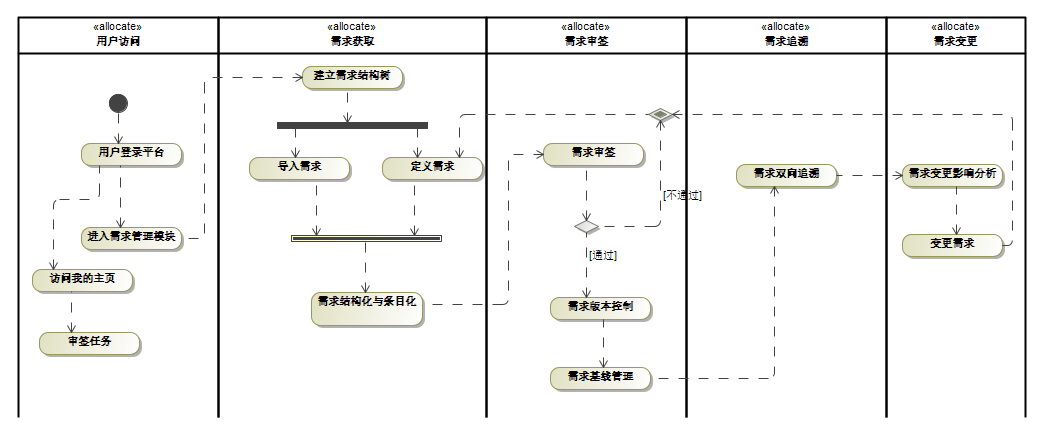 «allocate»
用户访问
«allocate»
需求获取
«allocate»
需求审签
«allocate»
需求追溯
«allocate»
需求变更
用户登录平台
进入需求管理模块
访问我的主页
审签任务
建立需求结构树
导入需求
定义需求
需求结构化与条目化
需求审签
[不通过]
[通过]
需求版本控制
需求基线管理
需求双向追溯
需求变更影响分析
变更需求